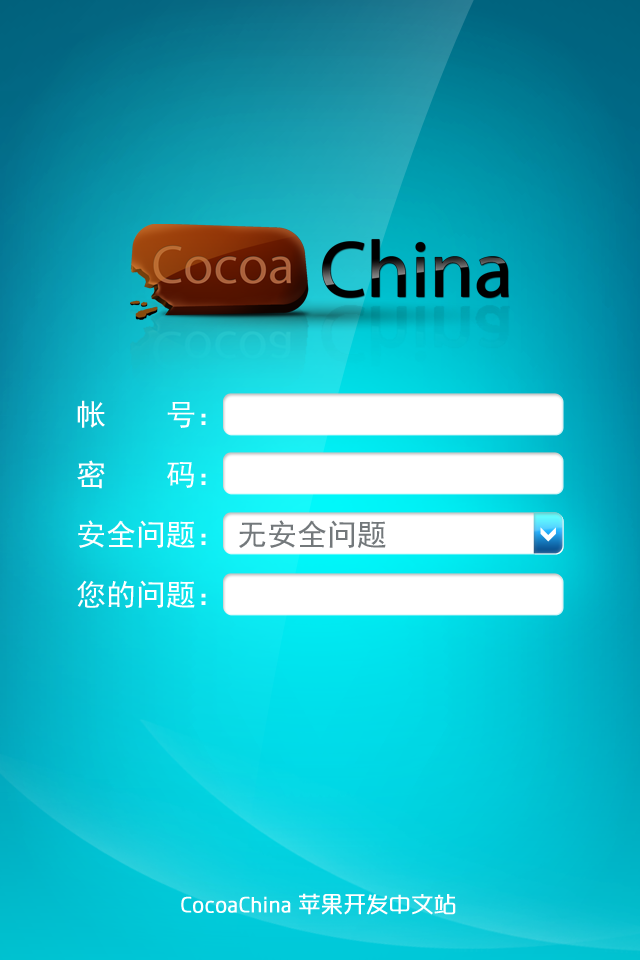 Cocoa China
帐 号：
密 码：
安全问题： 无安全问题
您的问题：
CocoaChina 苹果开发中文站